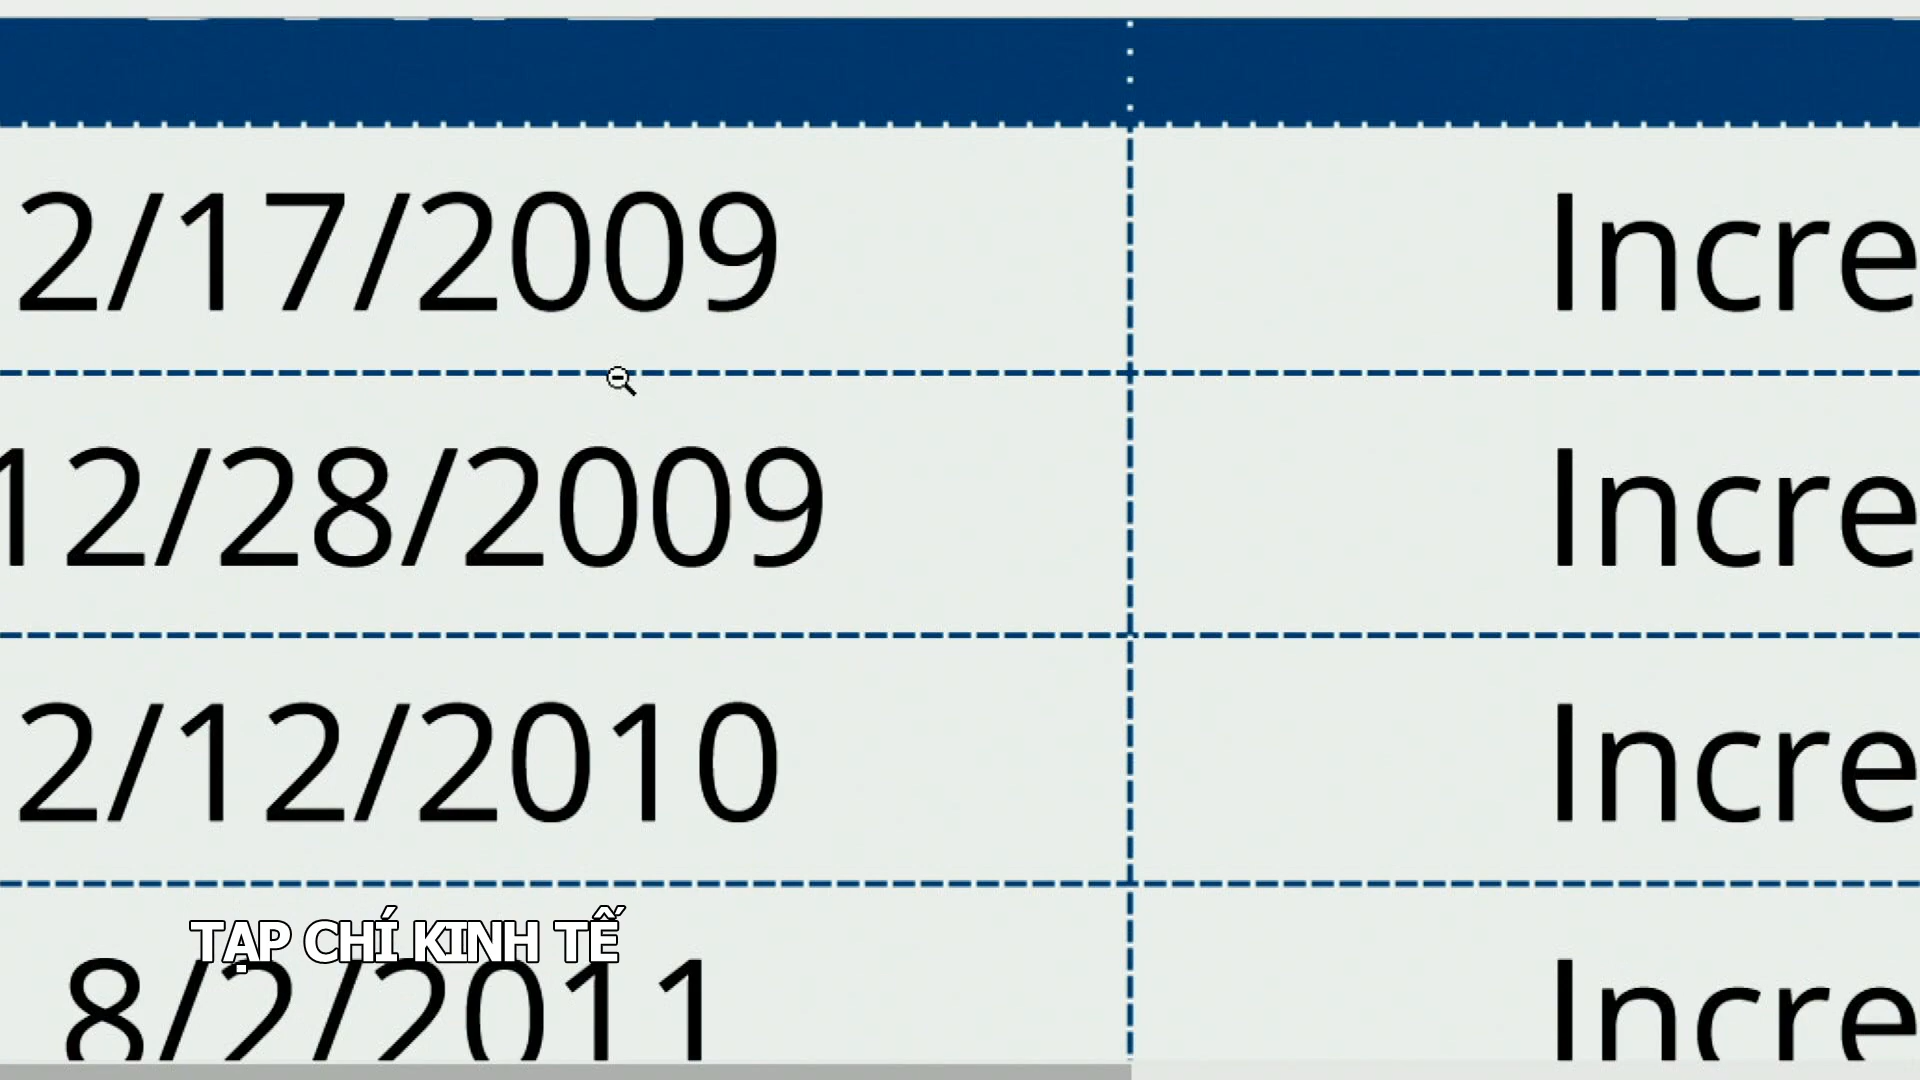 2/17/2009 Incre
12/28/2009 Incre
2/12/2010 Incre
8/2/2011 Incre
TẠP CHÍ KINH TẾ